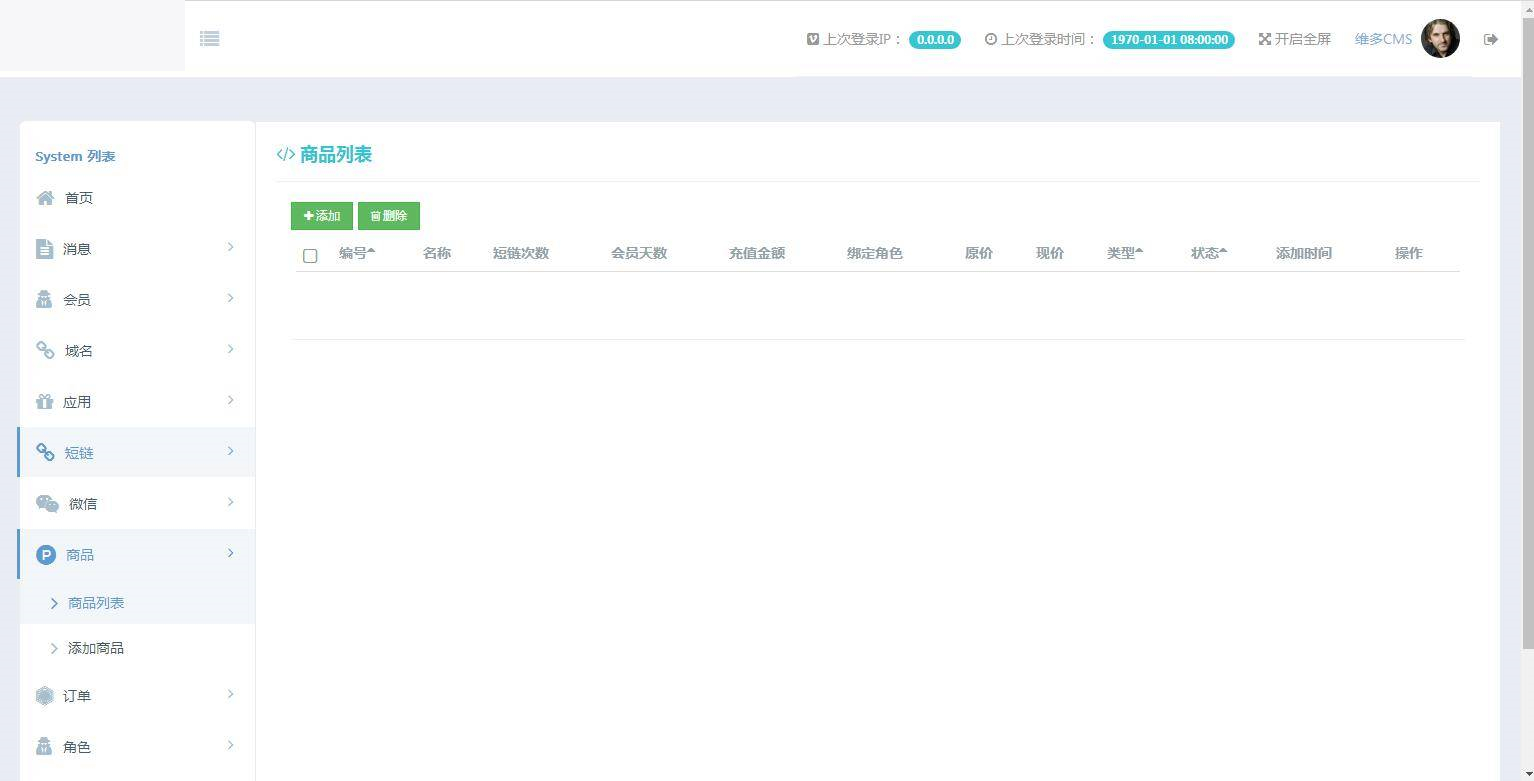 上次登录IP： 0.0.0.0 上次登录时间： 1970-01-01 08:00:00 开启全屏 维多CMS
System 列表
首页
消息
会员
域名
应用
短链
微信
P 商品
商品列表
添加商品
订单
角色
</> 商品列表
添加 删除
编号 名称 短链次数 会员天数 充值金额 绑定角色 原价 现价 类型 状态 添加时间 操作